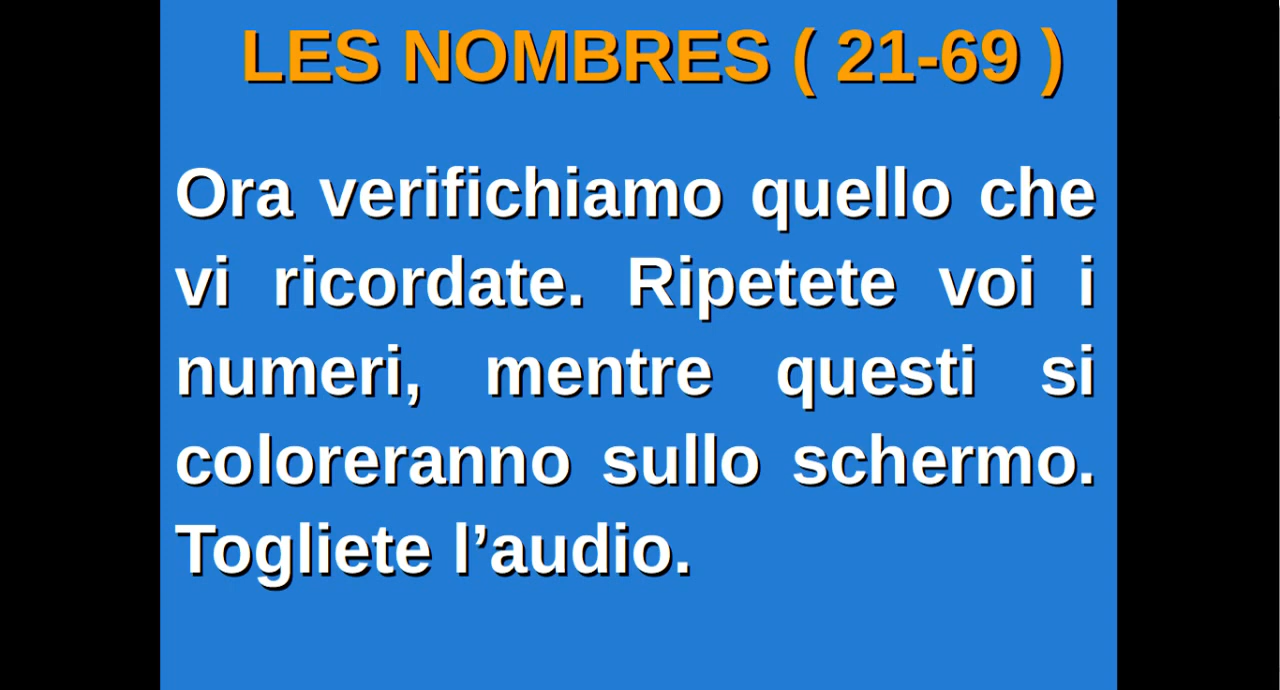 LES NOMBRES ( 21-69 )
Ora verifichiamo quello che
vi ricordate. Ripetete voi i
numeri, mentre questi si
coloreranno sullo schermo.
Togliete l’audio.